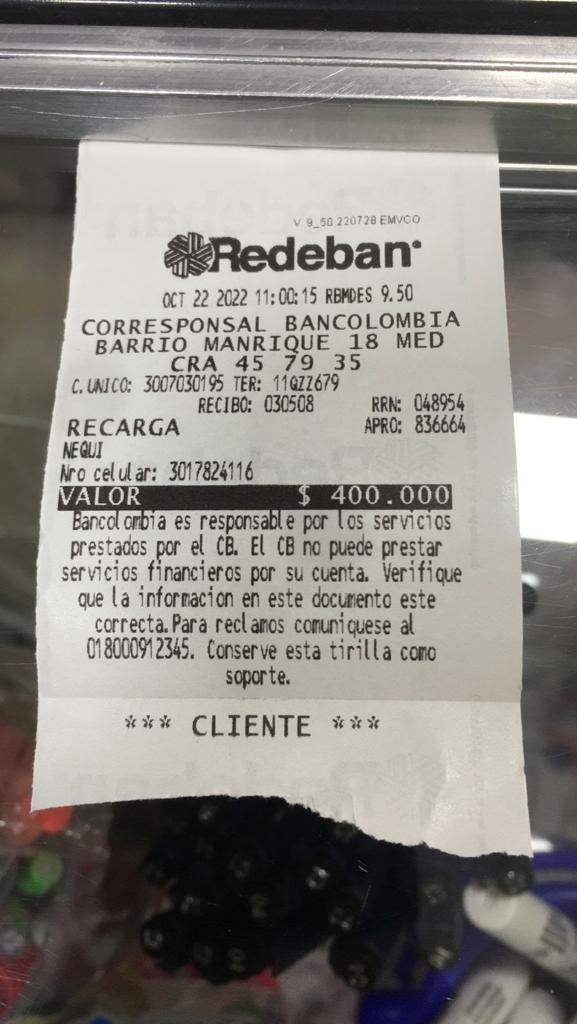 V 9_50 220728 EMVCO
Redeban
OCT 22 2022 11:00:15 RBMDES 9.50
CORRESPONSAL BANCOLOMBIA
BARRIO MANRIQUE 18 MED
CRA 45 79 35
C. UNICO: 3007030195 TER: 11QZZ679
RECIBO: 030508 RRN: 048954
RECARGA APRO: 836664
NEQUI
Nro celular: 3017824116
VALOR $ 400.000
Bancolombia es responsable por los servicios
prestados por el CB. El CB no puede prestar
servicios financieros por su cuenta. Verifique
que la informacion en este documento este
correcta.Para reclamos comuniquese al
018000912345. Conserve esta tirilla como
soporte.
*** CLIENTE ***